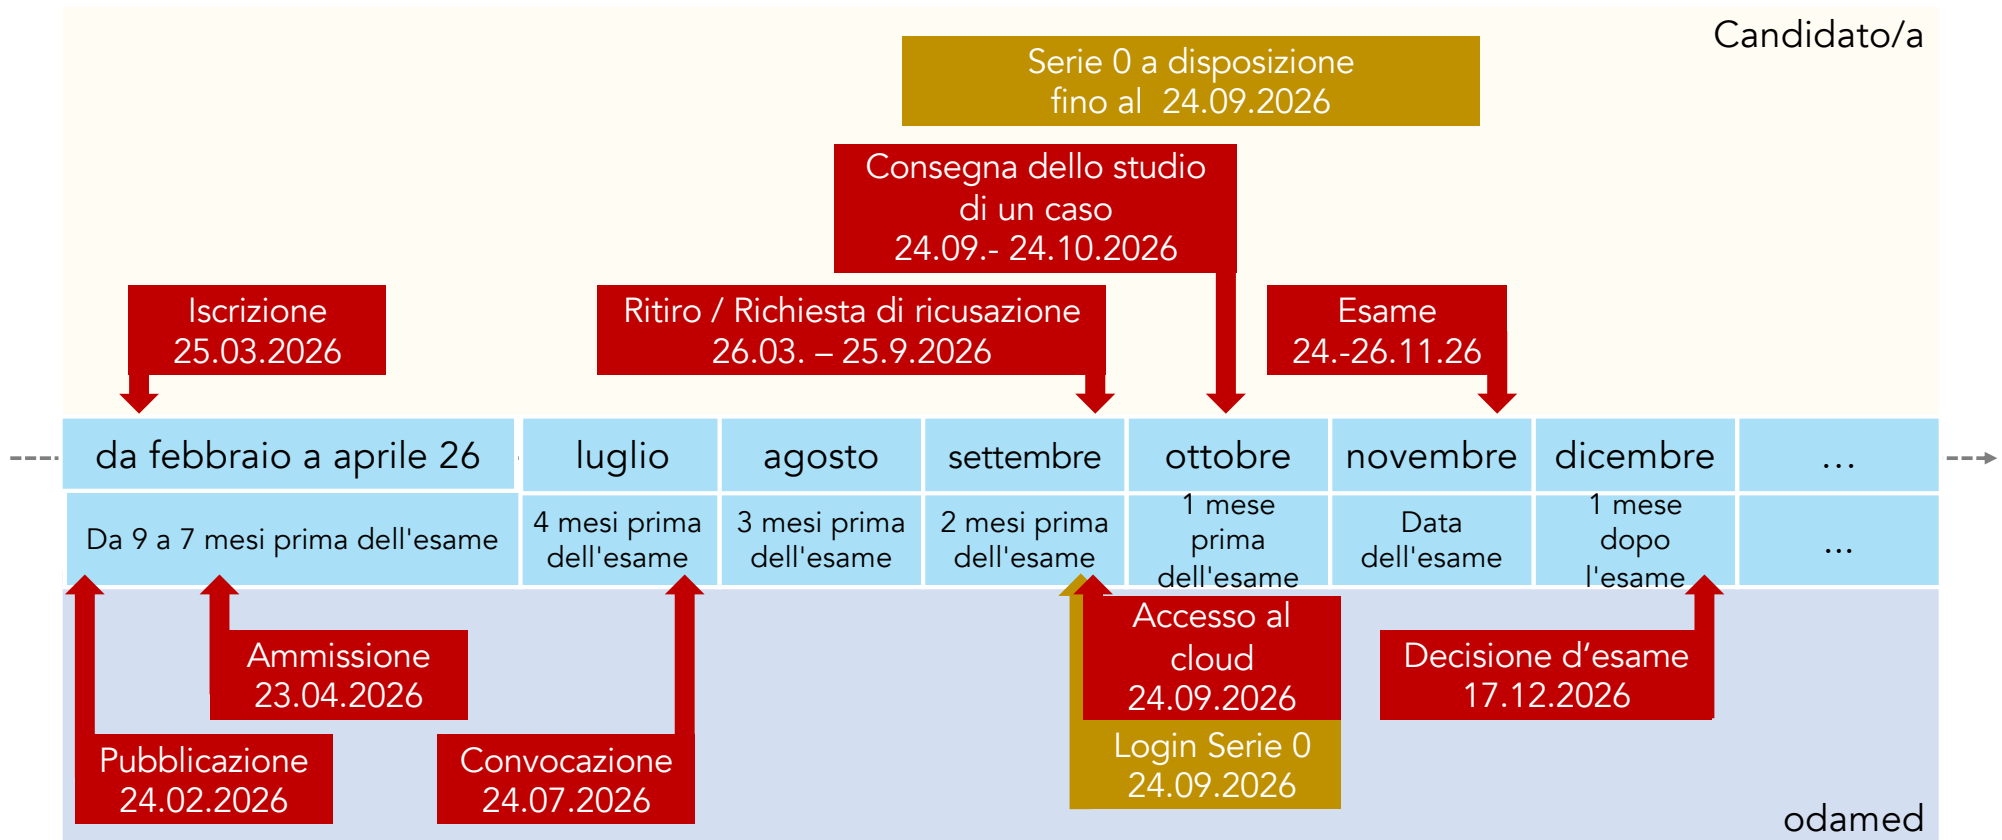 Candidato/a
Serie 0 a disposizione
fino al  24.09.2026
Consegna dello studio
di un caso
24.09.- 24.10.2026
Iscrizione
25.03.2026
Ritiro / Richiesta di ricusazione
26.03. – 25.9.2026
Esame
24.-26.11.26
da febbraio a aprile 26
luglio
agosto
settembre
ottobre
novembre
dicembre
...
Da 9 a 7 mesi prima dell'esame
4 mesi prima
dell'esame
3 mesi prima
dell'esame
2 mesi prima
dell'esame
1 mese
prima
dell'esame
Data
dell'esame
1 mese
dopo
l'esame
...
Ammissione
23.04.2026
Accesso al
cloud
24.09.2026
Decisione d‘esame
17.12.2026
Pubblicazione
24.02.2026
Convocazione
24.07.2026
Login Serie 0
24.09.2026
odamed